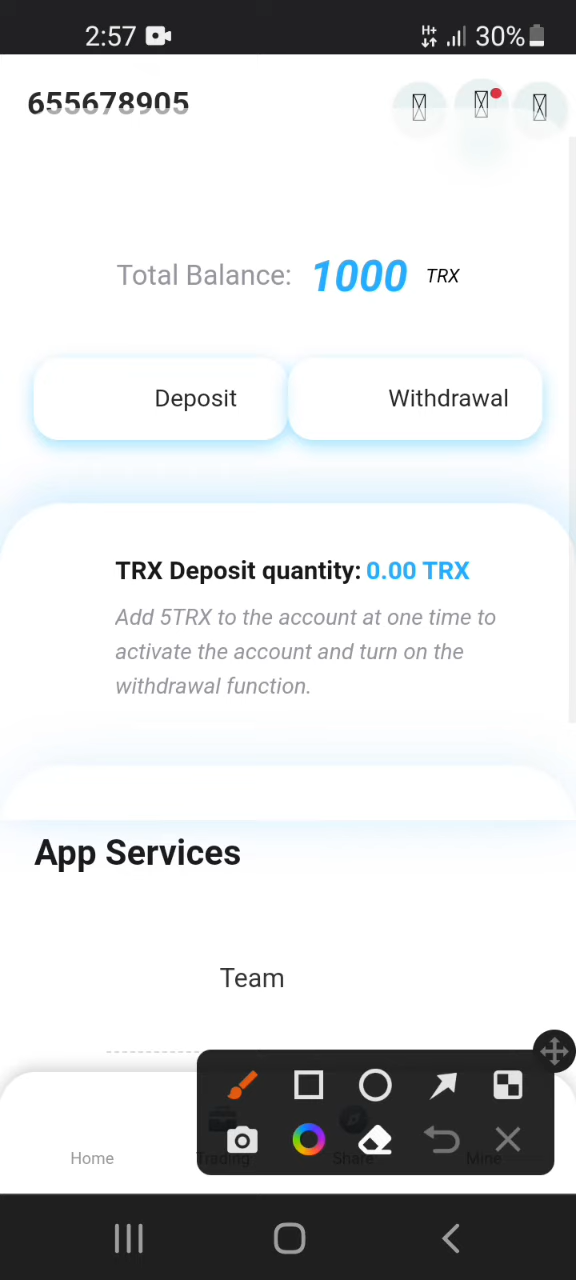 2:57 H+ 30%
655678905
Total Balance: 1000 TRX
Deposit Withdrawal
TRX Deposit quantity: 0.00 TRX
Add 5TRX to the account at one time to
activate the account and turn on the
withdrawal function.
App Services
Team
Home Trading Share Mine